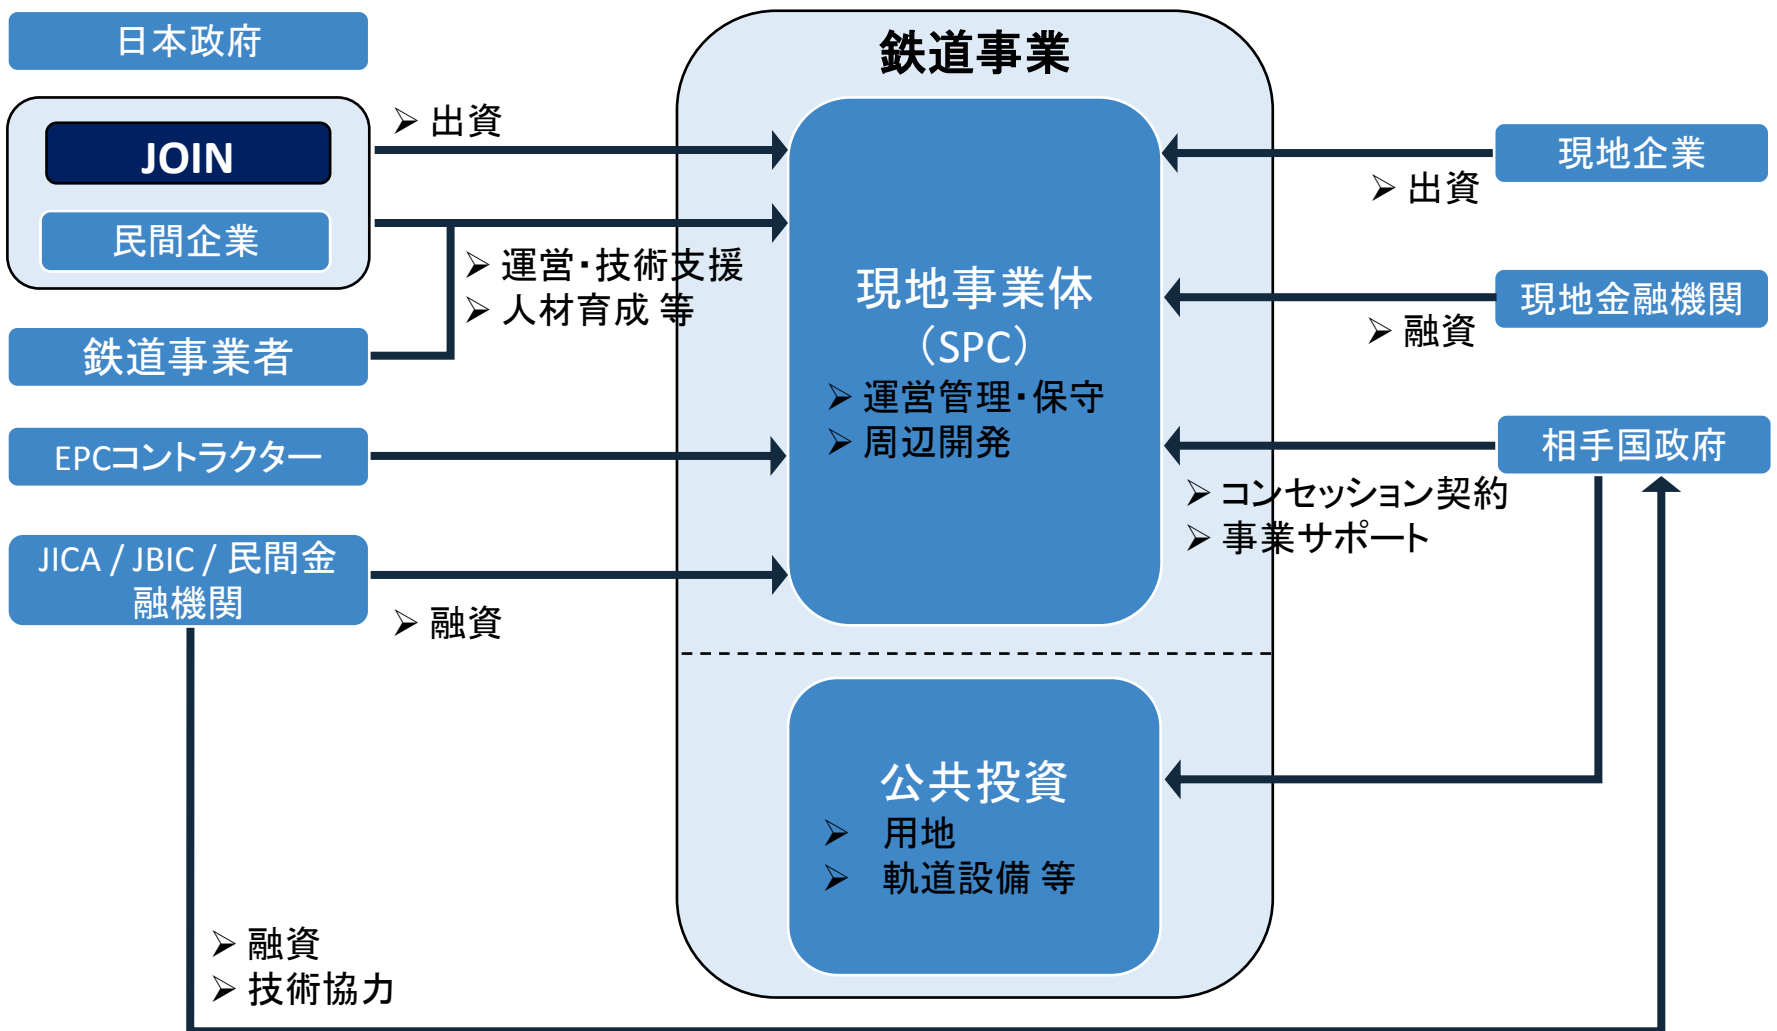 日本政府
JOIN
民間企業
鉄道事業者
EPCコントラクター
JICA / JBIC / 民間金
融機関
➢ 出資
➢ 運営・技術支援
➢ 人材育成 等
➢ 融資
➢ 融資
➢ 技術協力
鉄道事業
現地事業体
（SPC）
➢ 運営管理・保守
➢ 周辺開発
公共投資
➢ 用地
➢ 軌道設備 等
現地企業
➢ 出資
現地金融機関
➢ 融資
相手国政府
➢ コンセッション契約
➢ 事業サポート